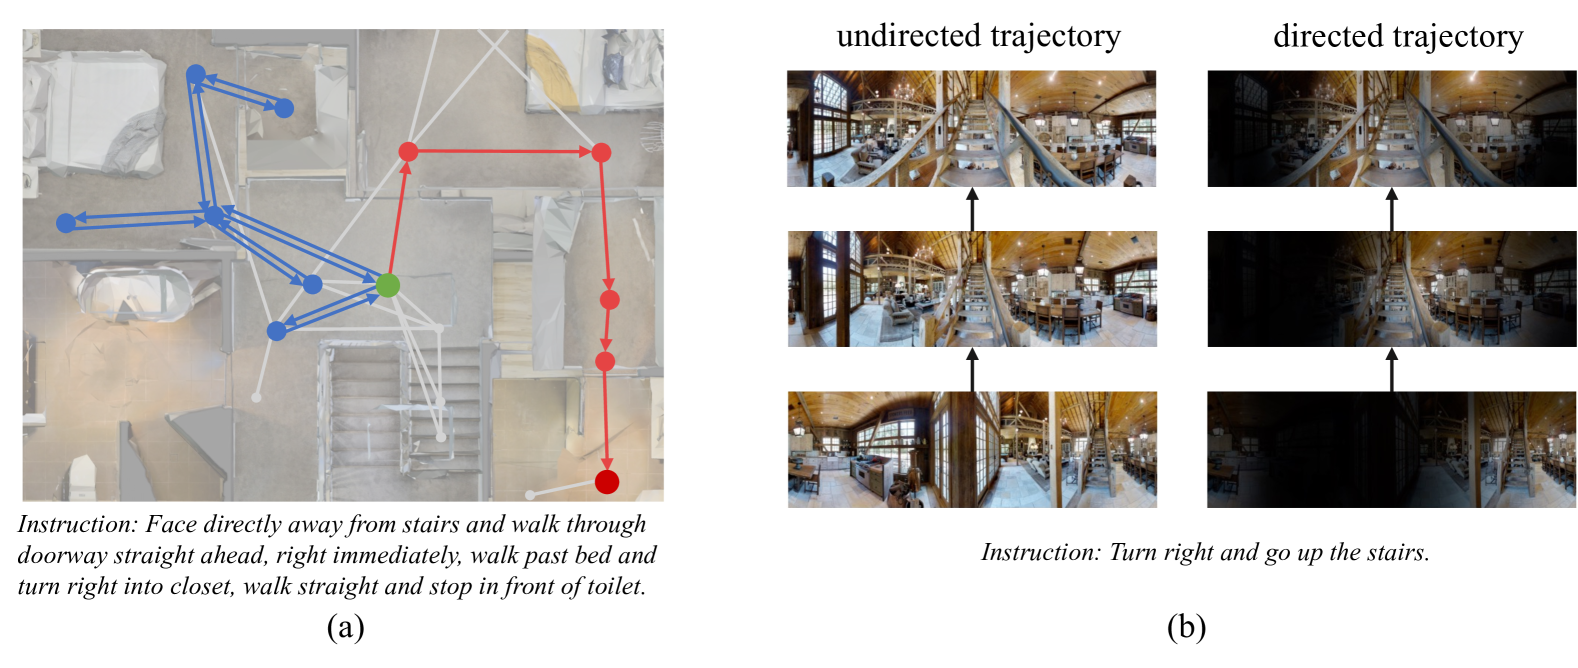 undirected trajectory
directed trajectory
Instruction: Face directly away from stairs and walk through
doorway straight ahead, right immediately, walk past bed and
turn right into closet, walk straight and stop in front of toilet.
Instruction: Turn right and go up the stairs.
(a)
(b)